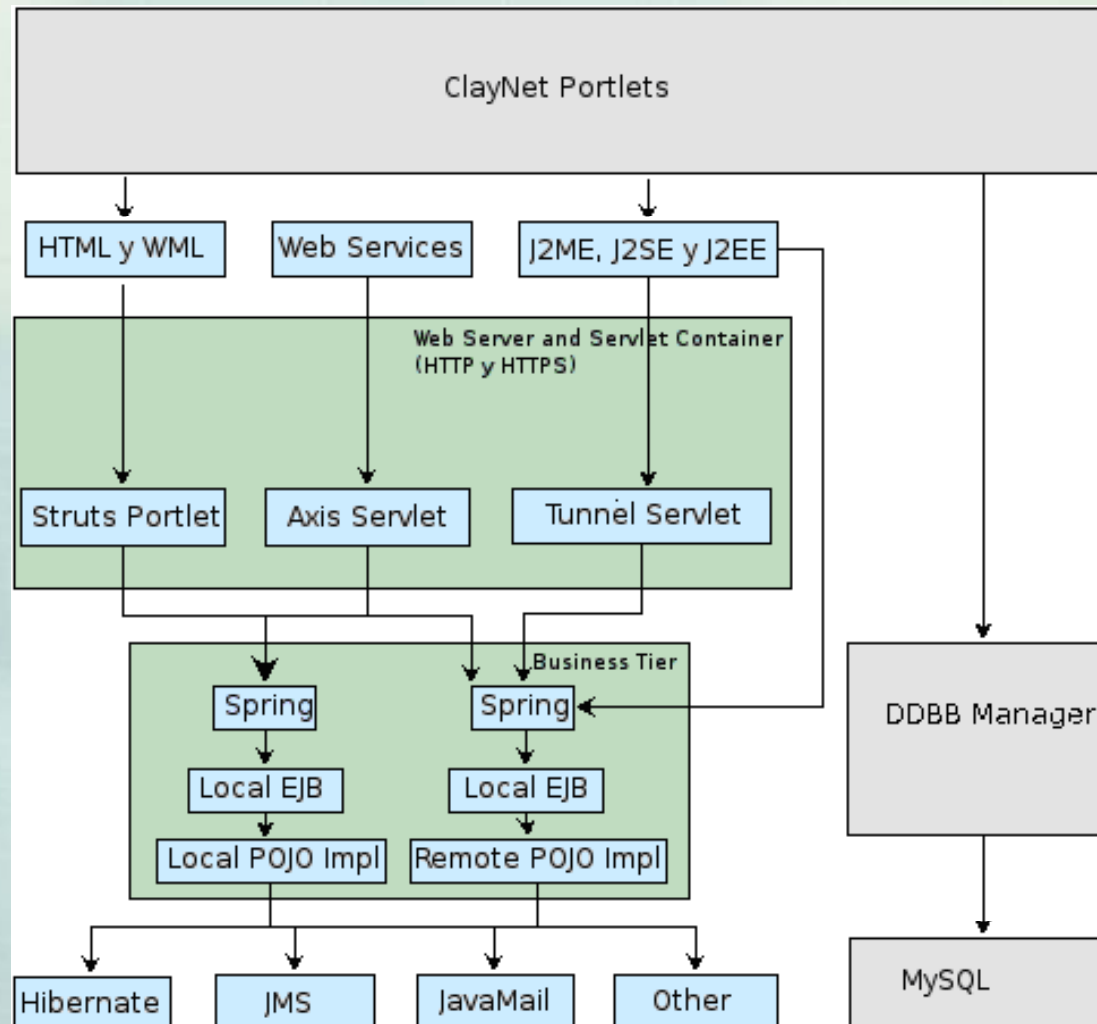 ClayNet Portlets
HTML y WML
Web Services
J2ME, J2SE y J2EE
Web Server and Servlet Container
(HTTP y HTTPS)
Struts Portlet
Axis Servlet
Tunnel Servlet
Business Tier
Spring
Spring
DDBB Manager
Local EJB
Local EJB
Local POJO Impl
Remote POJO Impl
MySQL
Hibernate
JMS
JavaMail
Other